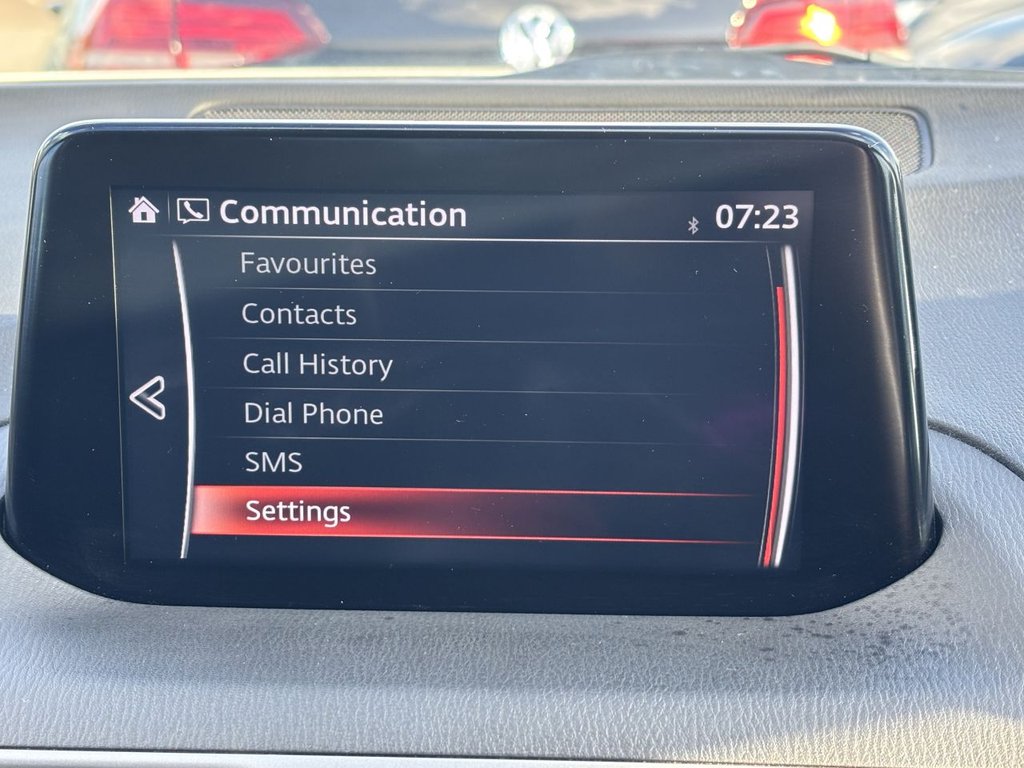 Communication 07:23
Favourites
Contacts
Call History
Dial Phone
SMS
Settings